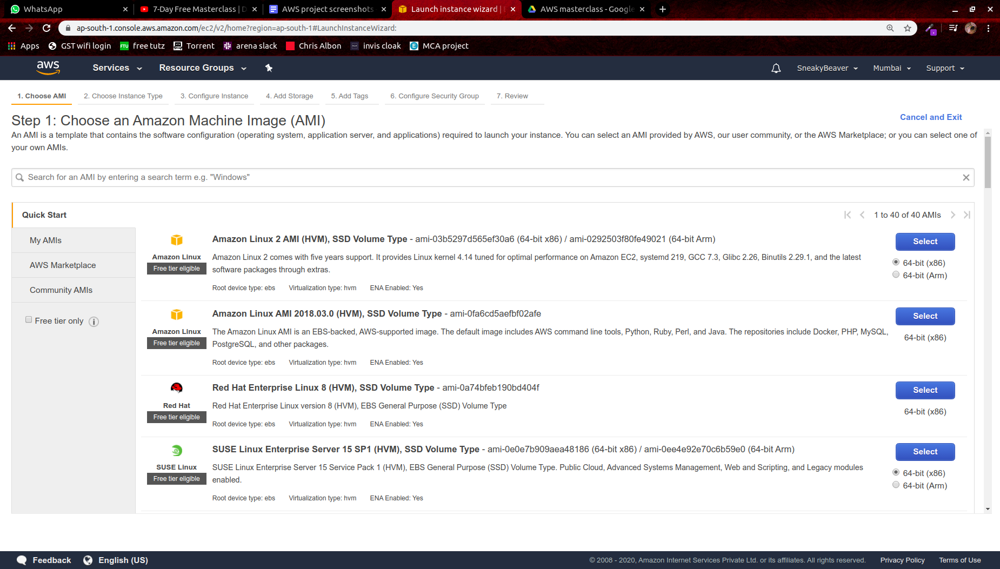 WhatsApp
7-Day Free Masterclass | D
AWS project screenshots
Launch instance wizard | E
AWS masterclass - Google
ap-south-1.console.aws.amazon.com/ec2/v2/home?region=ap-south-1#LaunchInstanceWizard:
Apps
GST wifi login
FTU free tutz
Torrent
arena slack
Chris Albon
invis cloak
E MCA project
aws
Services
Resource Groups
SneakyBeaver
Mumbai
Support
1. Choose AMI
2. Choose Instance Type
3. Configure Instance
4. Add Storage
5. Add Tags
6. Configure Security Group
7. Review
Step 1: Choose an Amazon Machine Image (AMI)
Cancel and Exit
An AMI is a template that contains the software configuration (operating system, application server, and applications) required to launch your instance. You can select an AMI provided by AWS, our user community, or the AWS Marketplace; or you can select one of
your own AMIs.
Search for an AMI by entering a search term e.g. "Windows"
Quick Start
My AMIs
AWS Marketplace
Community AMIs
Free tier only
1 to 40 of 40 AMIs
Amazon Linux
Free tier eligible
Amazon Linux 2 AMI (HVM), SSD Volume Type - ami-03b5297d565ef30a6 (64-bit x86) / ami-0292503f80fe49021 (64-bit Arm)
Amazon Linux 2 comes with five years support. It provides Linux kernel 4.14 tuned for optimal performance on Amazon EC2, systemd 219, GCC 7.3, Glibc 2.26, Binutils 2.29.1, and the latest
software packages through extras.
Root device type: ebs Virtualization type: hvm ENA Enabled: Yes
Select
64-bit (x86)
64-bit (Arm)
Amazon Linux
Free tier eligible
Amazon Linux AMI 2018.03.0 (HVM), SSD Volume Type - ami-0fa6cd5aefbf02afe
The Amazon Linux AMI is an EBS-backed, AWS-supported image. The default image includes AWS command line tools, Python, Ruby, Perl, and Java. The repositories include Docker, PHP, MySQL,
PostgreSQL, and other packages.
Root device type: ebs Virtualization type: hvm ENA Enabled: Yes
Select
64-bit (x86)
Red Hat
Free tier eligible
Red Hat Enterprise Linux 8 (HVM), SSD Volume Type - ami-0a74bfeb190bd404f
Red Hat Enterprise Linux version 8 (HVM), EBS General Purpose (SSD) Volume Type
Root device type: ebs Virtualization type: hvm ENA Enabled: Yes
Select
64-bit (x86)
SUSE Linux
Free tier eligible
SUSE Linux Enterprise Server 15 SP1 (HVM), SSD Volume Type - ami-0e0e7b909aea48186 (64-bit x86) / ami-0ee4e92e70c6b59e0 (64-bit Arm)
SUSE Linux Enterprise Server 15 Service Pack 1 (HVM), EBS General Purpose (SSD) Volume Type. Public Cloud, Advanced Systems Management, Web and Scripting, and Legacy modules
enabled.
Root device type: ebs Virtualization type: hvm ENA Enabled: Yes
Select
64-bit (x86)
64-bit (Arm)
Feedback
English (US)
© 2008 - 2020, Amazon Internet Services Private Ltd. or its affiliates. All rights reserved.
Privacy Policy
Terms of Use